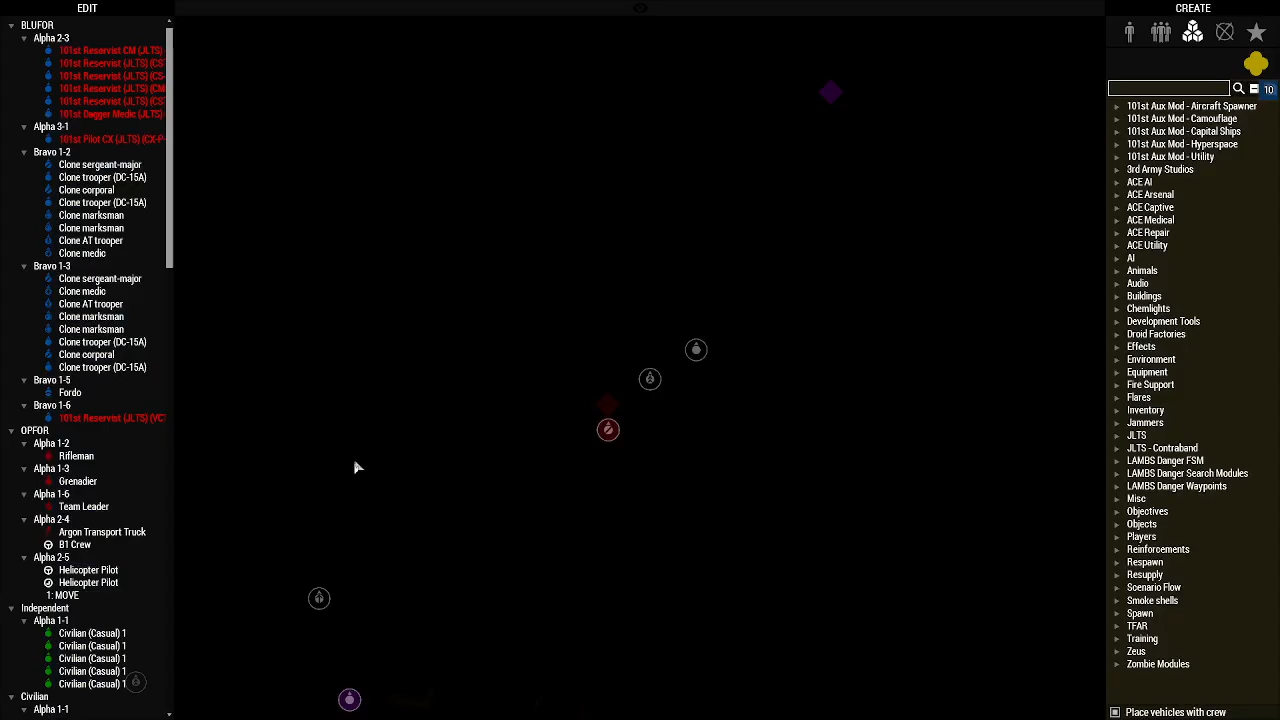 EDIT
BLUFOR
Alpha 2-3
101st Reservist CM (JLTS)
101st Reservist (JLTS) (CST
101st Reservist (JLTS) (CS-
101st Reservist (JLTS) (CM
101st Reservist (JLTS) (CST
101st Dagger Medic (JLTS)
Alpha 3-1
101st Pilot CX (JLTS) (CX-P-
Bravo 1-2
Clone sergeant-major
Clone trooper (DC-15A)
Clone corporal
Clone trooper (DC-15A)
Clone marksman
Clone marksman
Clone AT trooper
Clone medic
Bravo 1-3
Clone sergeant-major
Clone medic
Clone AT trooper
Clone marksman
Clone marksman
Clone trooper (DC-15A)
Clone corporal
Clone trooper (DC-15A)
Bravo 1-5
Fordo
Bravo 1-6
101st Reservist (JLTS) (VCT
OPFOR
Alpha 1-2
Rifleman
Alpha 1-3
Grenadier
Alpha 1-6
Team Leader
Alpha 2-4
Argon Transport Truck
B1 Crew
Alpha 2-5
Helicopter Pilot
Helicopter Pilot
1: MOVE
Independent
Alpha 1-1
Civilian (Casual) 1
Civilian (Casual) 1
Civilian (Casual) 1
Civilian (Casual) 1
Civilian (Casual) 1
Civilian
Alpha 1-1
CREATE
10
101st Aux Mod - Aircraft Spawner
101st Aux Mod - Camouflage
101st Aux Mod - Capital Ships
101st Aux Mod - Hyperspace
101st Aux Mod - Utility
3rd Army Studios
ACE AI
ACE Arsenal
ACE Captive
ACE Medical
ACE Repair
ACE Utility
AI
Animals
Audio
Buildings
Chemlights
Development Tools
Droid Factories
Effects
Environment
Equipment
Fire Support
Flares
Inventory
Jammers
JLTS
JLTS - Contraband
LAMBS Danger FSM
LAMBS Danger Search Modules
LAMBS Danger Waypoints
Misc
Objectives
Objects
Players
Reinforcements
Respawn
Resupply
Scenario Flow
Smoke shells
Spawn
TFAR
Training
Zeus
Zombie Modules
Place vehicles with crew